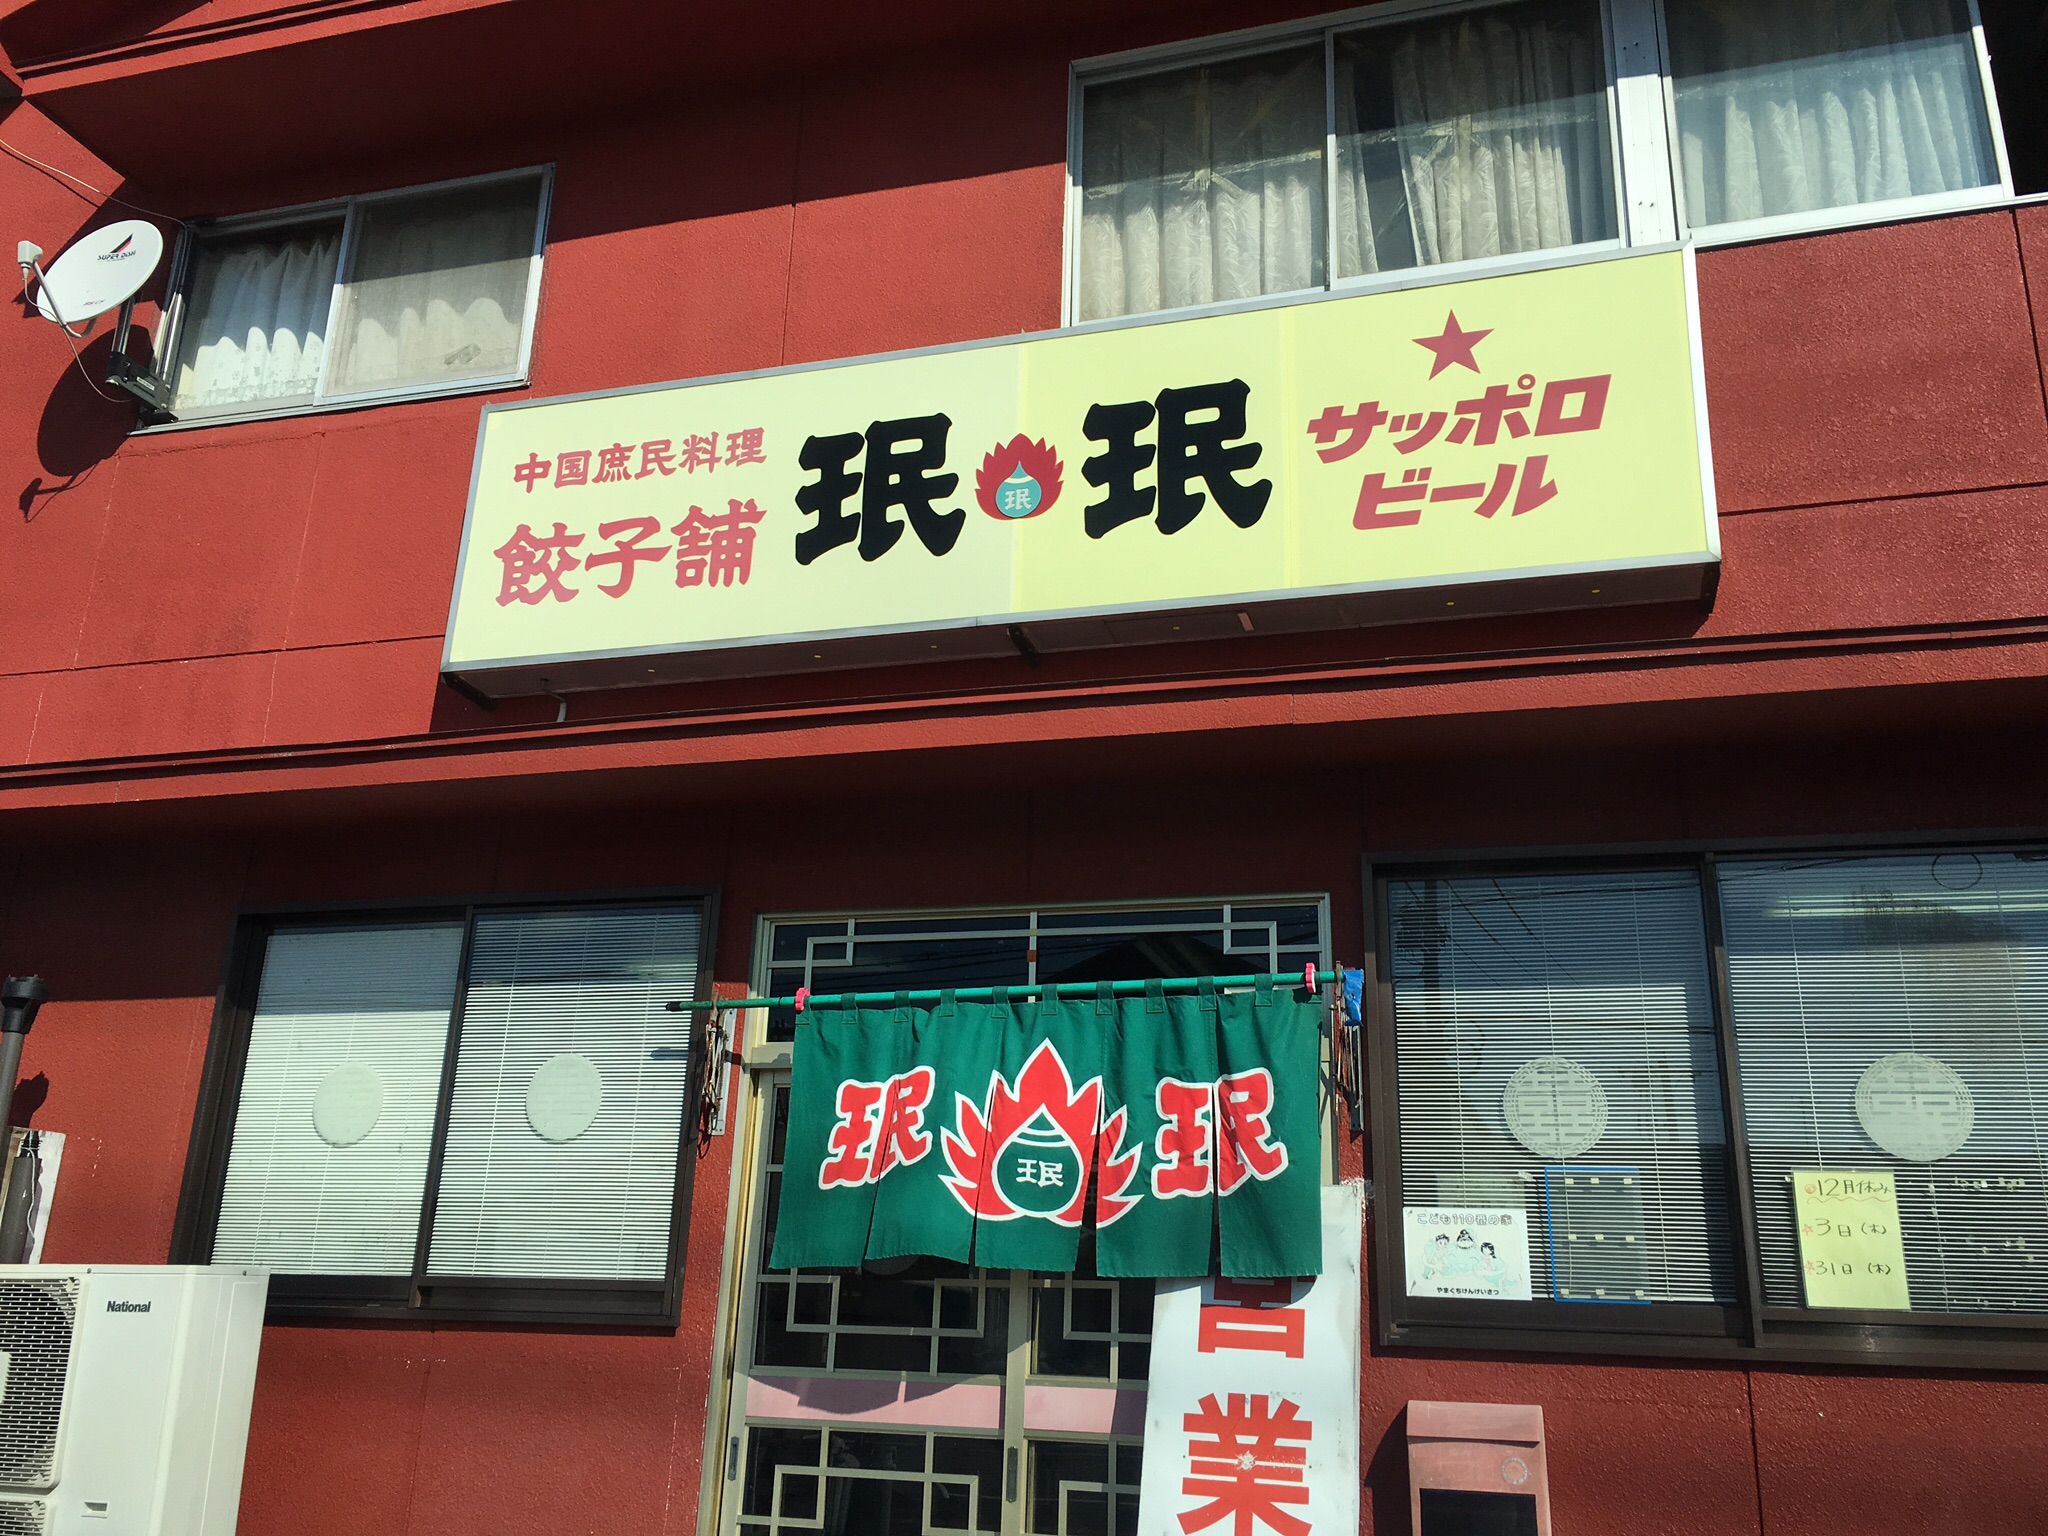 SUPER DISH
中国庶民料理
餃子舗
珉 珉 珉
サッポロ
ビール
珉 珉 珉
National
こども110番の家
やまぐちけんけいさつ
12月休み
3日(木)
31日(木)
営業